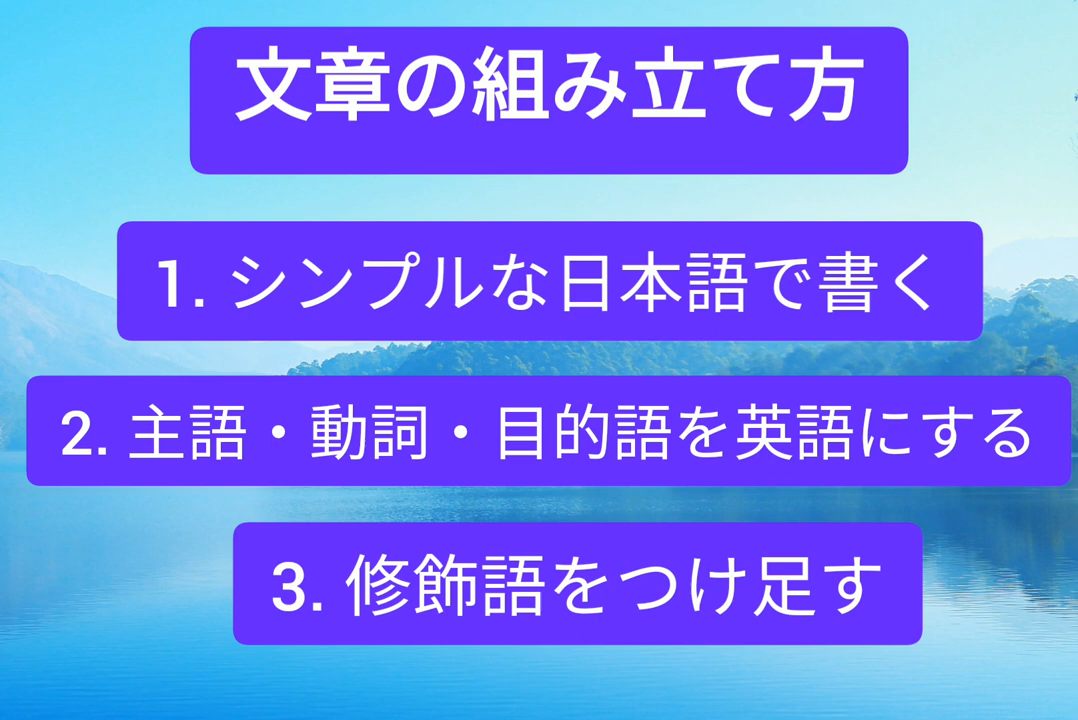 文章の組み立て方
1. シンプルな日本語で書く
2. 主語・動詞・目的語を英語にする
3. 修飾語をつけ足す